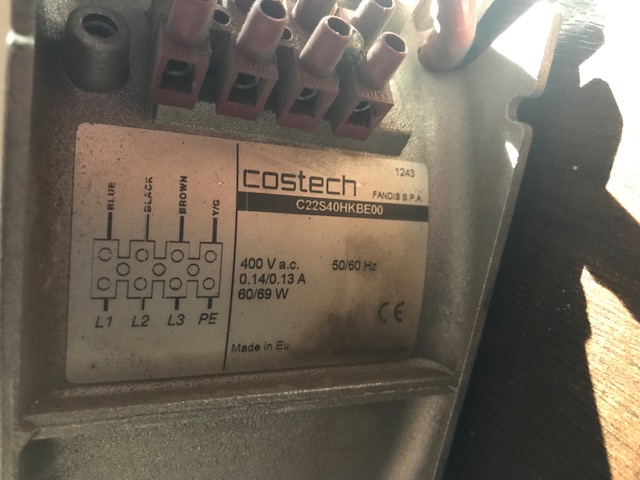 BLUE
BLACK
BROWN
Y/G
L1 L2 L3 PE
costech
1243
FANDIS S.P.A.
C22S40HKBE00
400 V a.c. 50/60 Hz
0.14/0.13 A
60/69 W
CE
Made in Eu